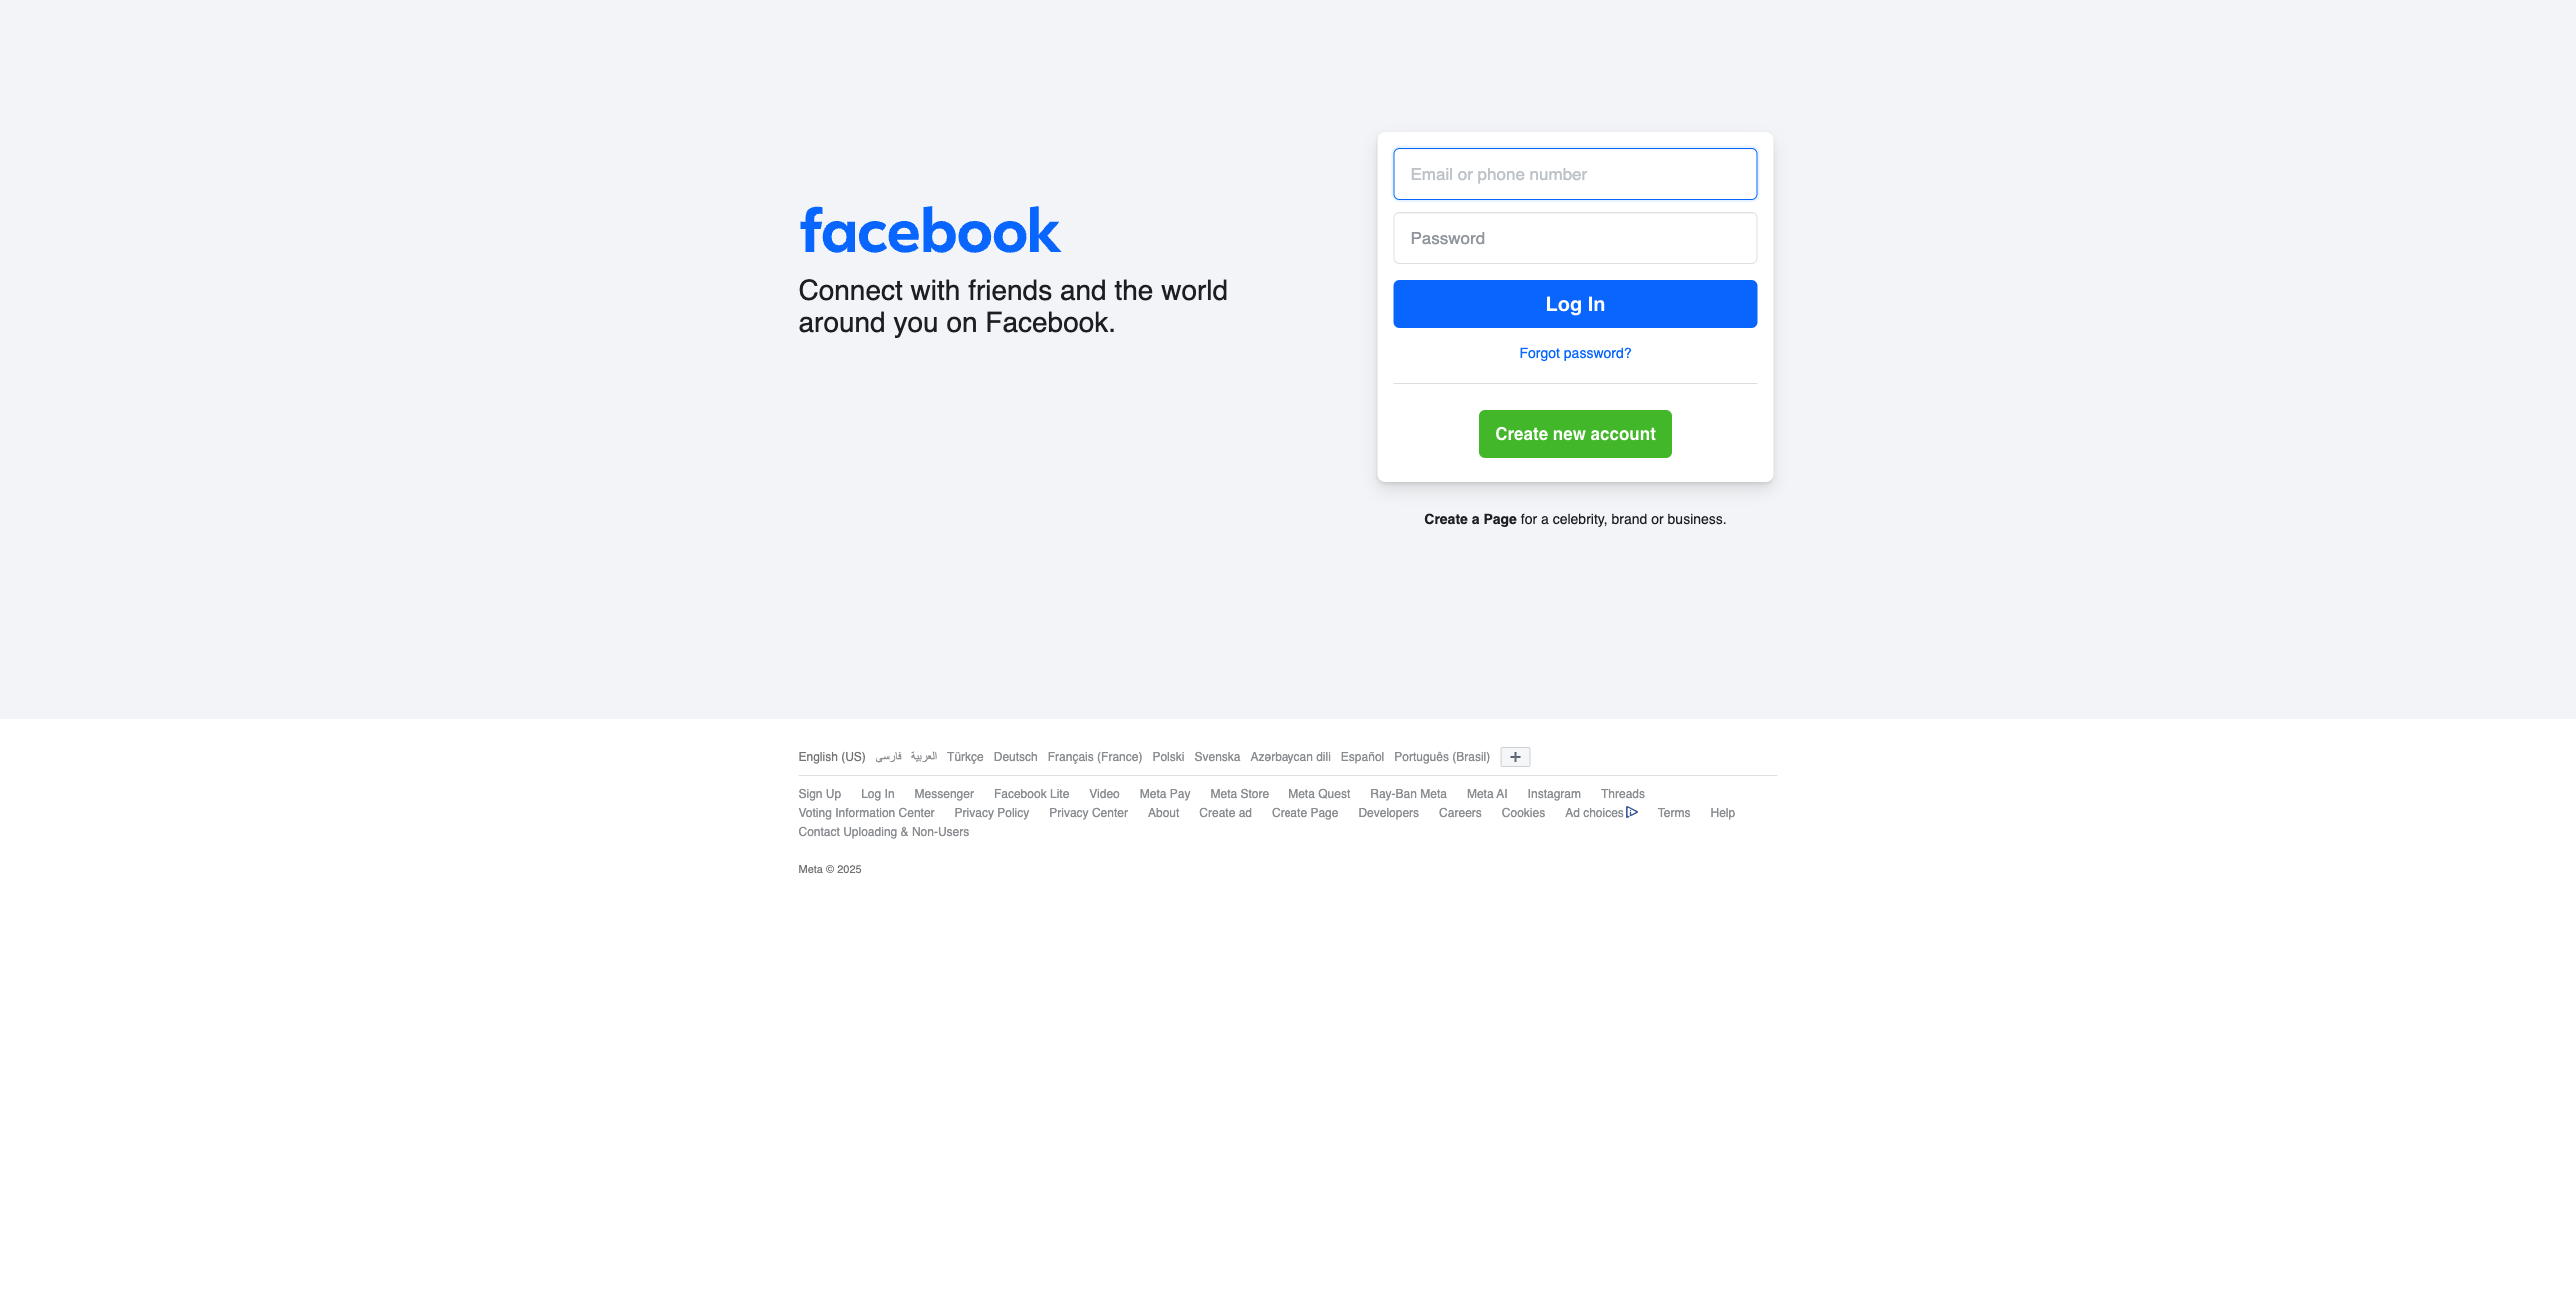 facebook
Connect with friends and the world
around you on Facebook.
Email or phone number
Password
Log In
Forgot password?
Create new account
Create a Page for a celebrity, brand or business.
English (US) فارسی العربية Türkçe Deutsch Français (France) Polski Svenska Azərbaycan dili Español Português (Brasil)
Sign Up Log In Messenger Facebook Lite Video Meta Pay Meta Store Meta Quest Ray-Ban Meta Meta AI Instagram Threads
Voting Information Center Privacy Policy Privacy Center About Create ad Create Page Developers Careers Cookies Ad choices Terms Help
Contact Uploading & Non-Users
Meta © 2025